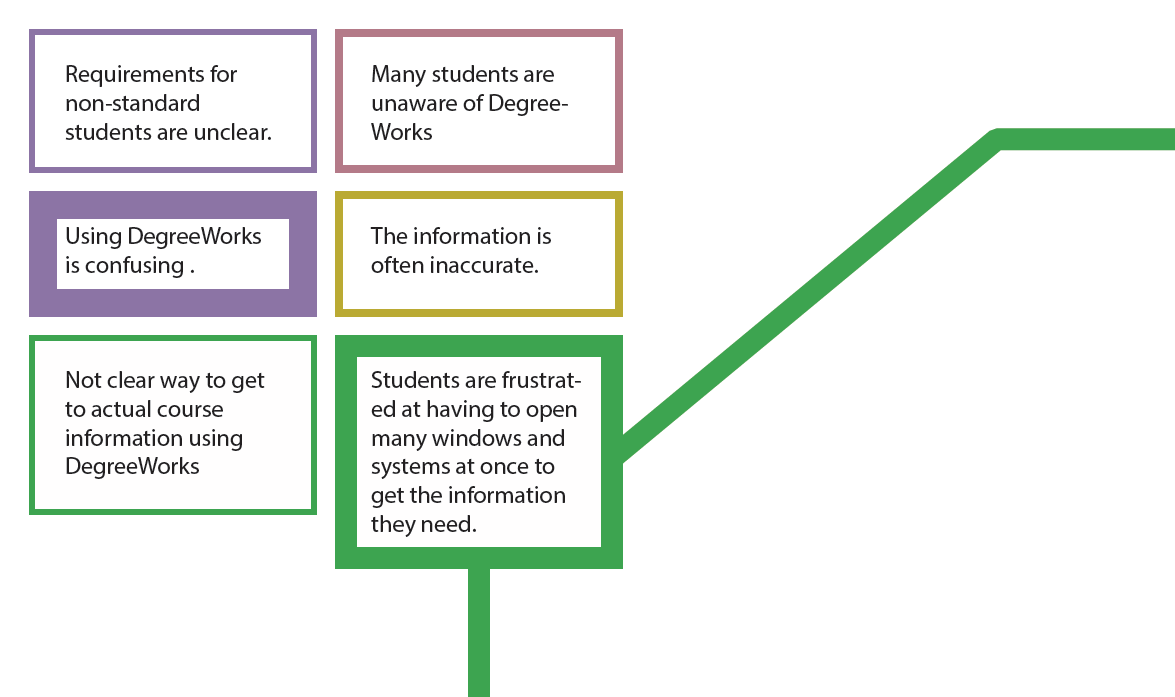 Requirements for
non-standard
students are unclear.
Many students are
unaware of Degree-
Works
Using DegreeWorks
is confusing .
The information is
often inaccurate.
Not clear way to get
to actual course
information using
DegreeWorks
Students are frustrat-
ed at having to open
many windows and
systems at once to
get the information
they need.